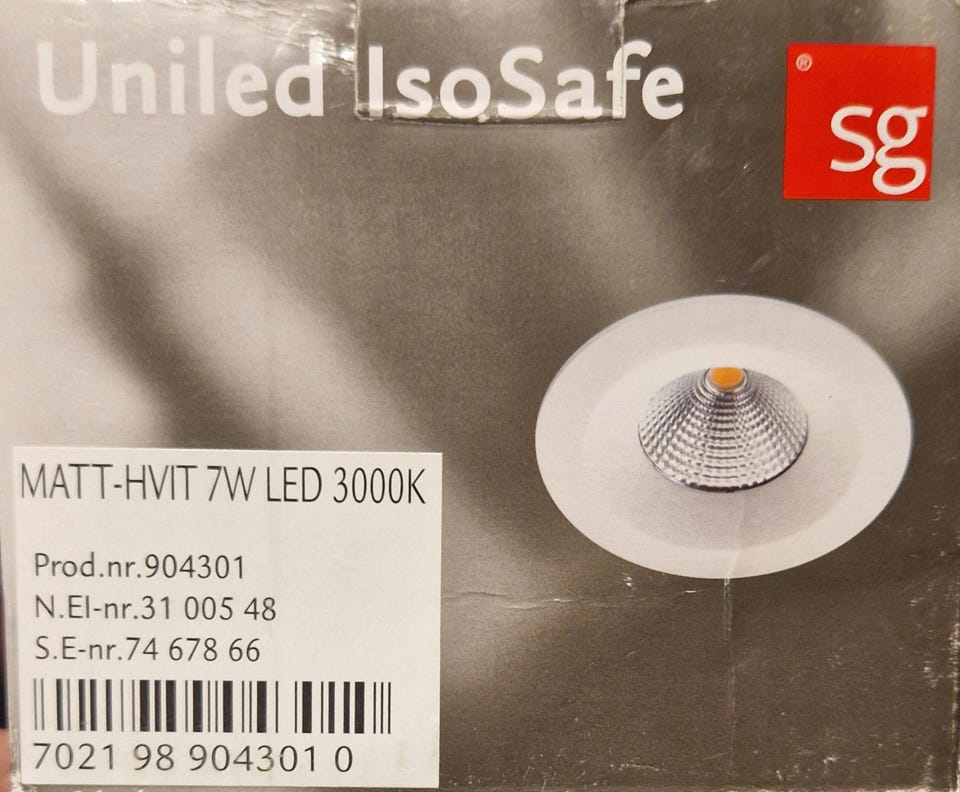 Uniled IsoSafe
®
sg
MATT-HVIT 7W LED 3000K
Prod.nr.904301
N.El-nr.31 005 48
S.E-nr.74 678 66
7021 98 904301 0